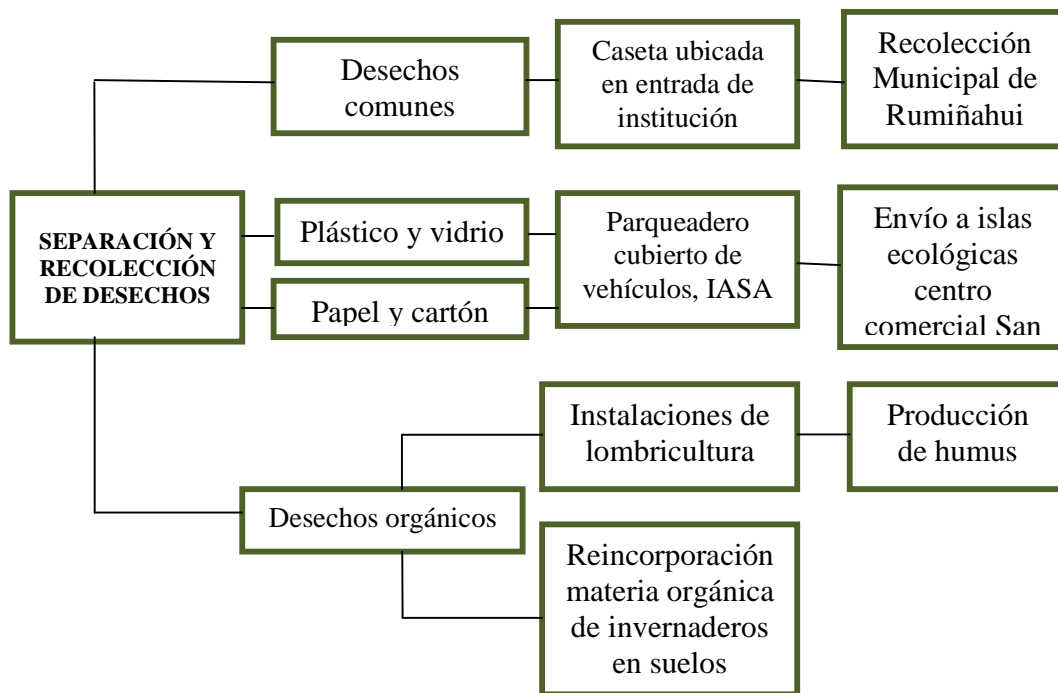 Desechos
comunes
Caseta ubicada
en entrada de
institución
Recolección
Municipal de
Rumiñahui
SEPARACIÓN Y
RECOLECCIÓN
DE DESECHOS
Plástico y vidrio
Papel y cartón
Parqueadero
cubierto de
vehículos, IASA
Envío a islas
ecológicas
centro
comercial San
Desechos orgánicos
Instalaciones de
lombricultura
Producción
de humus
Reincorporación
materia orgánica
de invernaderos
en suelos